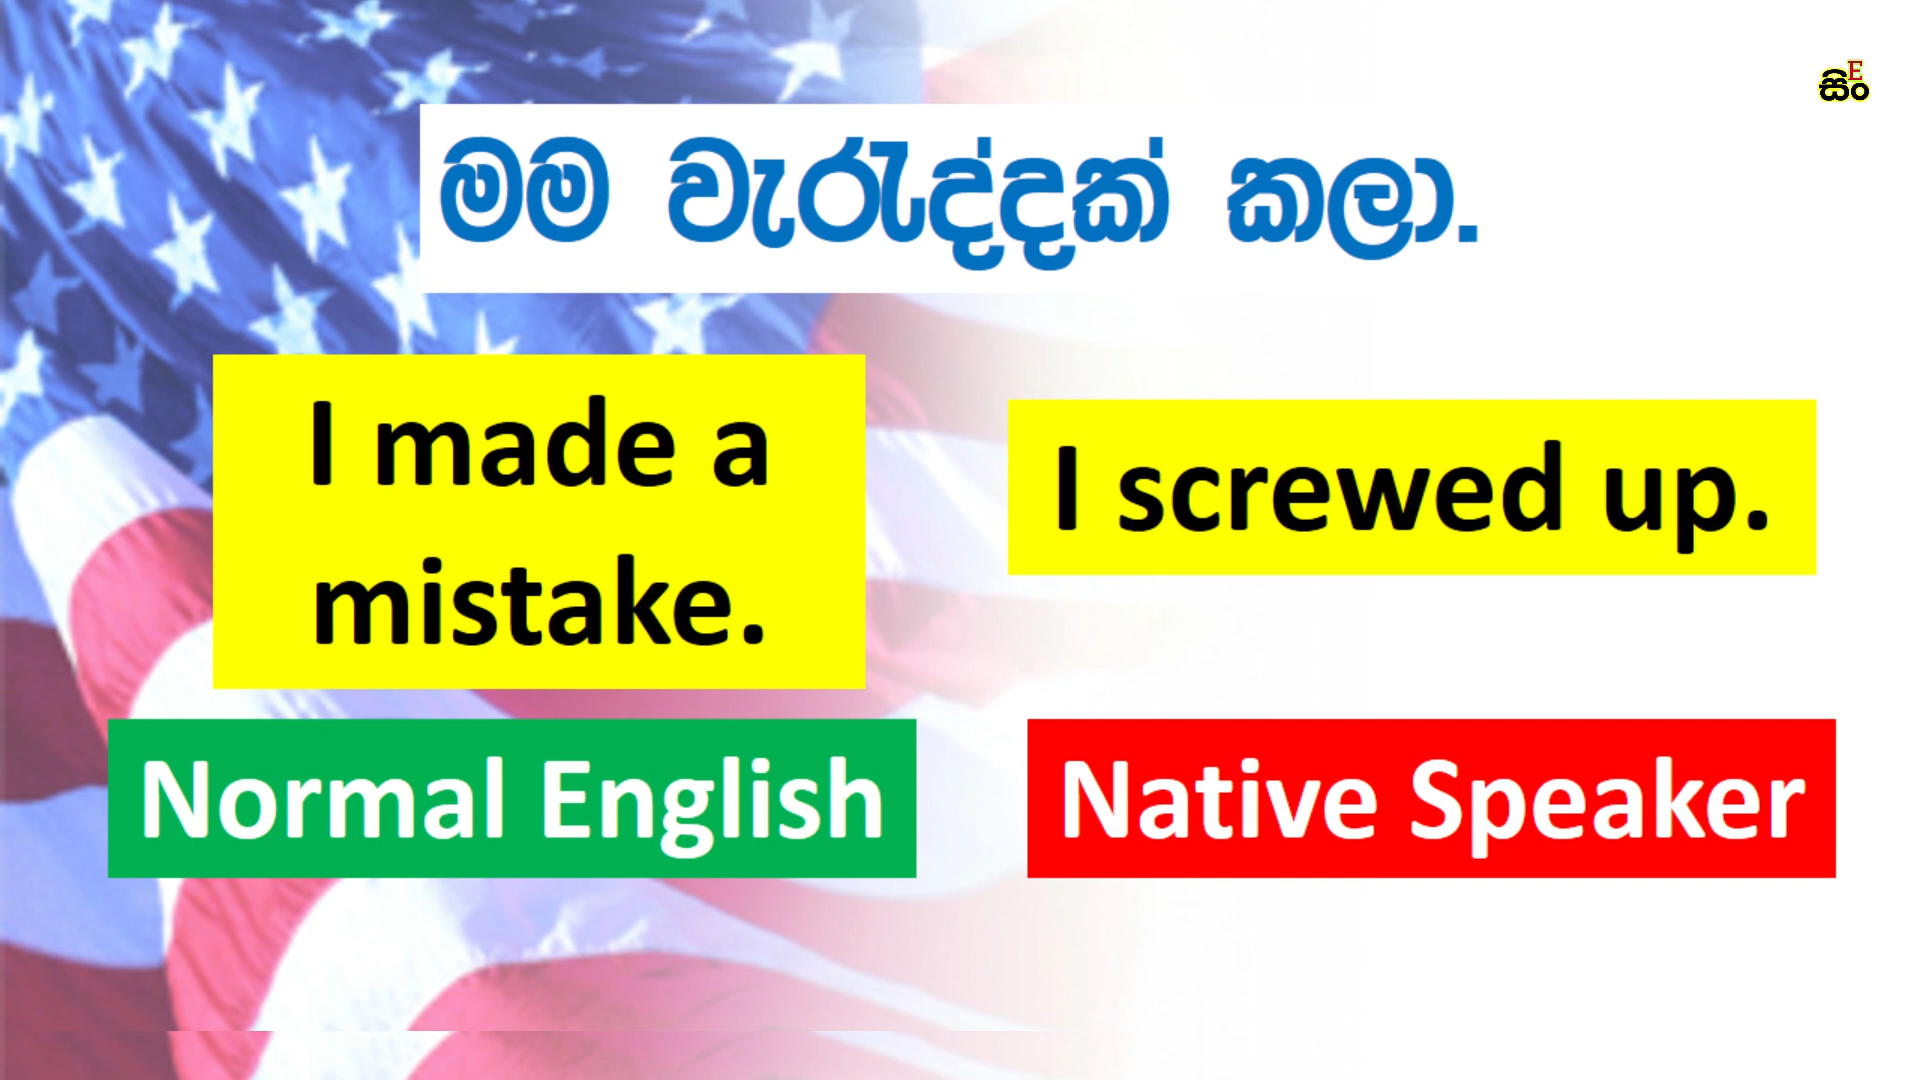 සිං
E
මම වැරැද්දක් කලා.
I made a
mistake.
I screwed up.
Normal English
Native Speaker